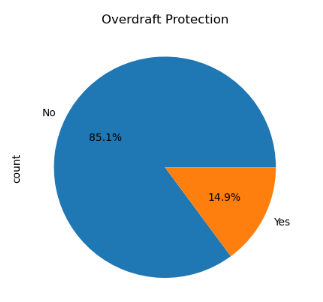 Overdraft Protection
No
85.1%
count
14.9%
Yes